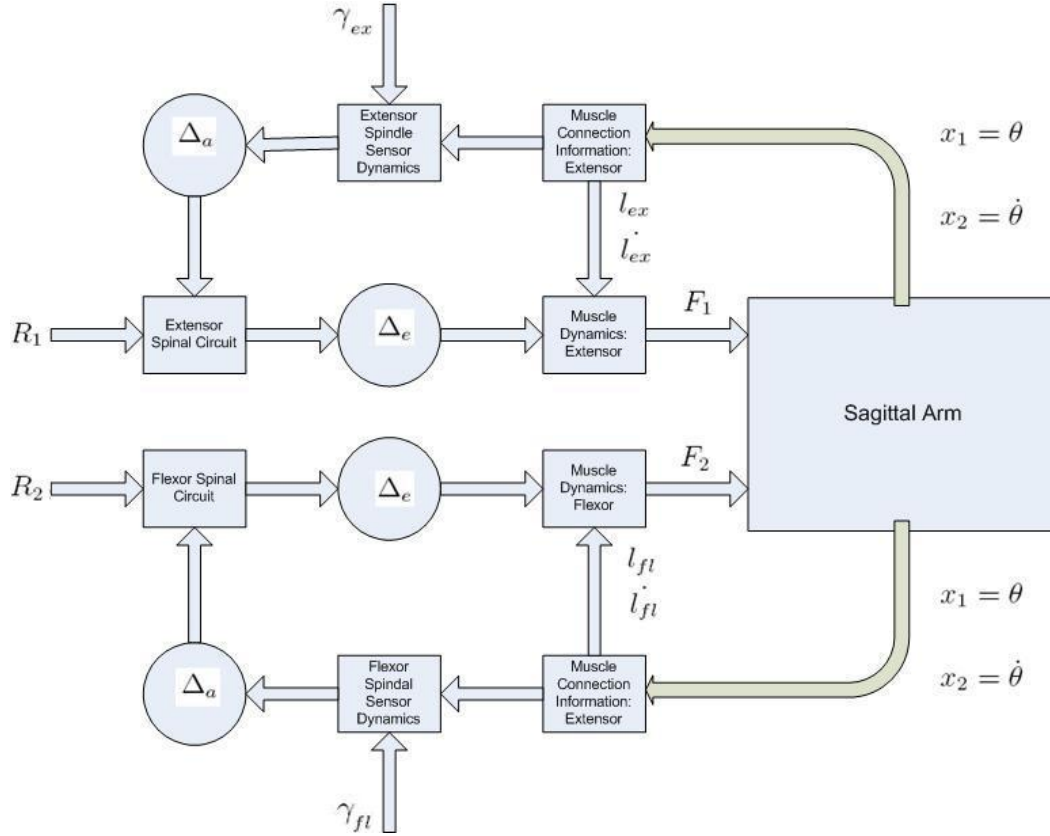 γ_ex
Δ_a
Extensor
Spindle
Sensor
Dynamics
Muscle
Connection
Information:
Extensor
x_1 = θ
x_2 = θ̇
l_ex
l̇_ex
R_1
Extensor
Spinal Circuit
Δ_e
Muscle
Dynamics:
Extensor
F_1
Sagittal Arm
R_2
Flexor Spinal
Circuit
Δ_e
Muscle
Dynamics:
Flexor
F_2
l_fl
l̇_fl
x_1 = θ
x_2 = θ̇
Δ_a
Flexor
Spindal
Sensor
Dynamics
Muscle
Connection
Information:
Extensor
γ_fl